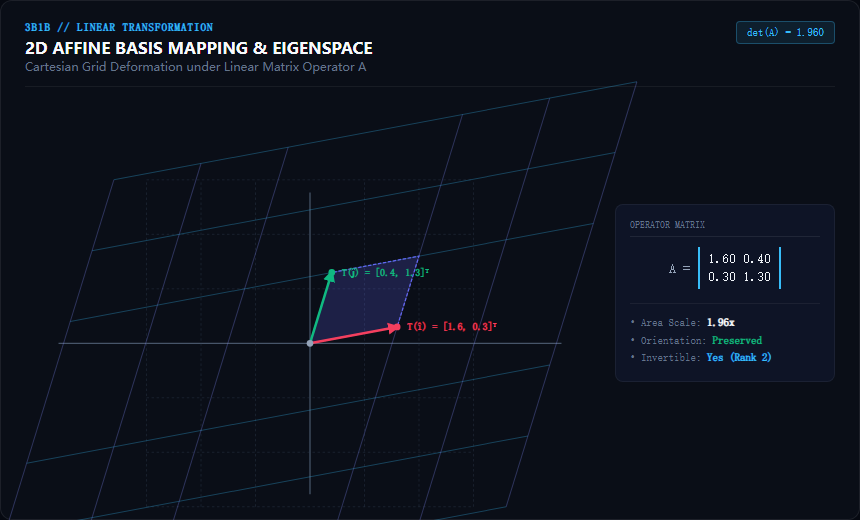 3B1B // LINEAR TRANSFORMATION
2D AFFINE BASIS MAPPING & EIGENSPACE
Cartesian Grid Deformation under Linear Matrix Operator A
det(A) = 1.960
T(ĵ) = [0.4, 1.3]ᵀ
T(î) = [1.6, 0.3]ᵀ
OPERATOR MATRIX
A =
1.60 0.40
0.30 1.30
• Area Scale: 1.96x
• Orientation: Preserved
• Invertible: Yes (Rank 2)